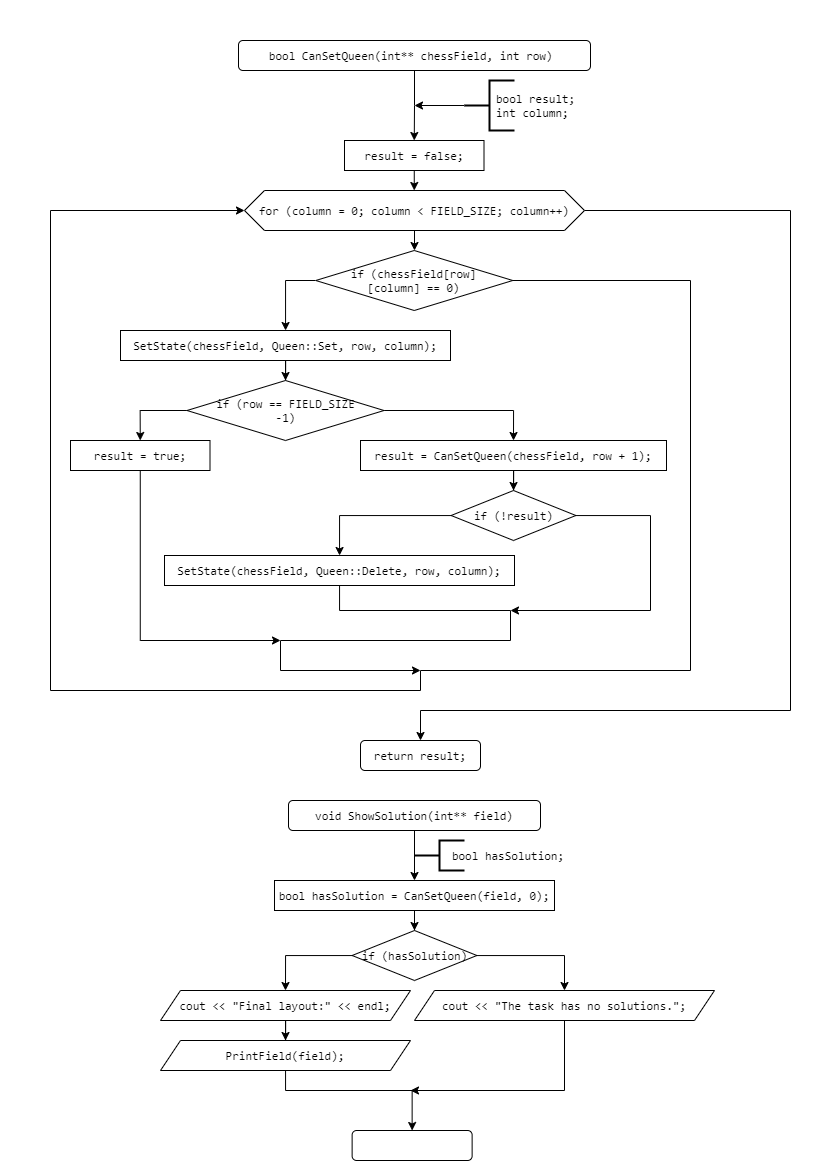 bool CanSetQueen(int** chessField, int row)
bool result;
int column;
result = false;
for (column = 0; column < FIELD_SIZE; column++)
if (chessField[row]
[column] == 0)
SetState(chessField, Queen::Set, row, column);
if (row == FIELD_SIZE
-1)
result = true;
result = CanSetQueen(chessField, row + 1);
if (!result)
SetState(chessField, Queen::Delete, row, column);
return result;
void ShowSolution(int** field)
bool hasSolution;
bool hasSolution = CanSetQueen(field, 0);
if (hasSolution)
cout << "Final layout:" << endl;
cout << "The task has no solutions.";
PrintField(field);